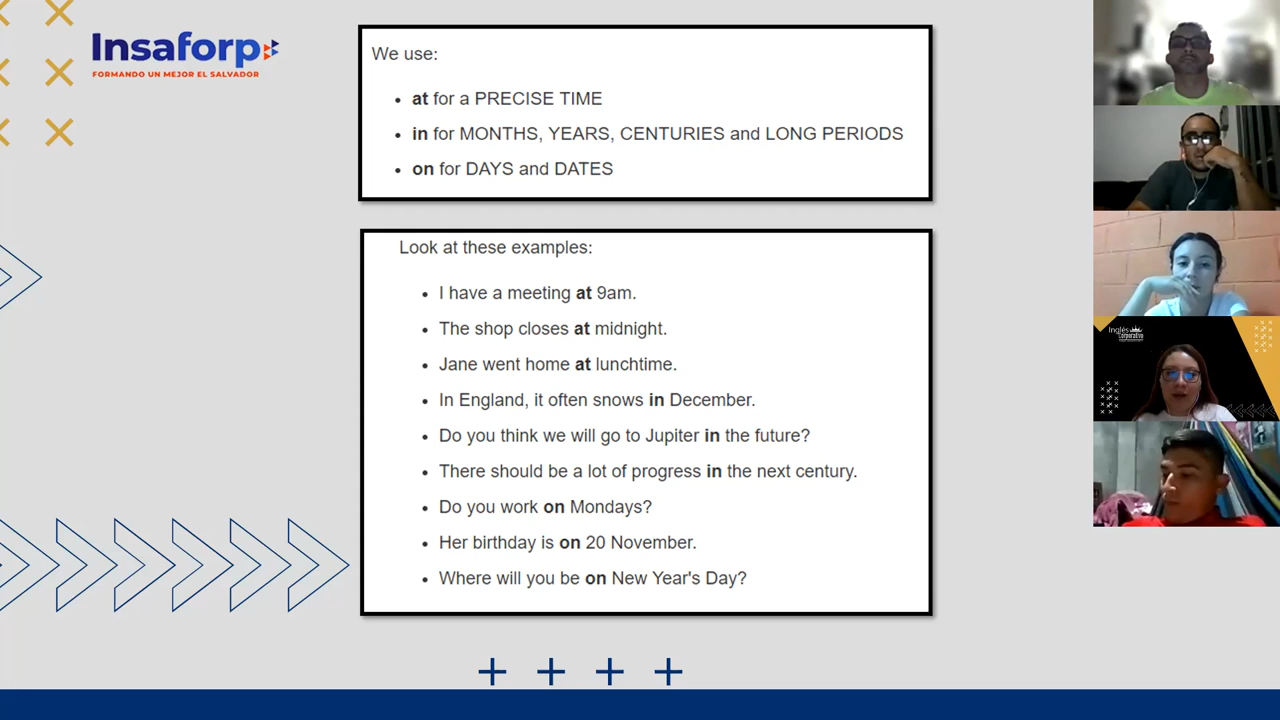 Insaforp
FORMANDO UN MEJOR EL SALVADOR
We use:
• at for a PRECISE TIME
• in for MONTHS, YEARS, CENTURIES and LONG PERIODS
• on for DAYS and DATES
Look at these examples:
• I have a meeting at 9am.
• The shop closes at midnight.
• Jane went home at lunchtime.
• In England, it often snows in December.
• Do you think we will go to Jupiter in the future?
• There should be a lot of progress in the next century.
• Do you work on Mondays?
• Her birthday is on 20 November.
• Where will you be on New Year's Day?
Inglés
Corporativo